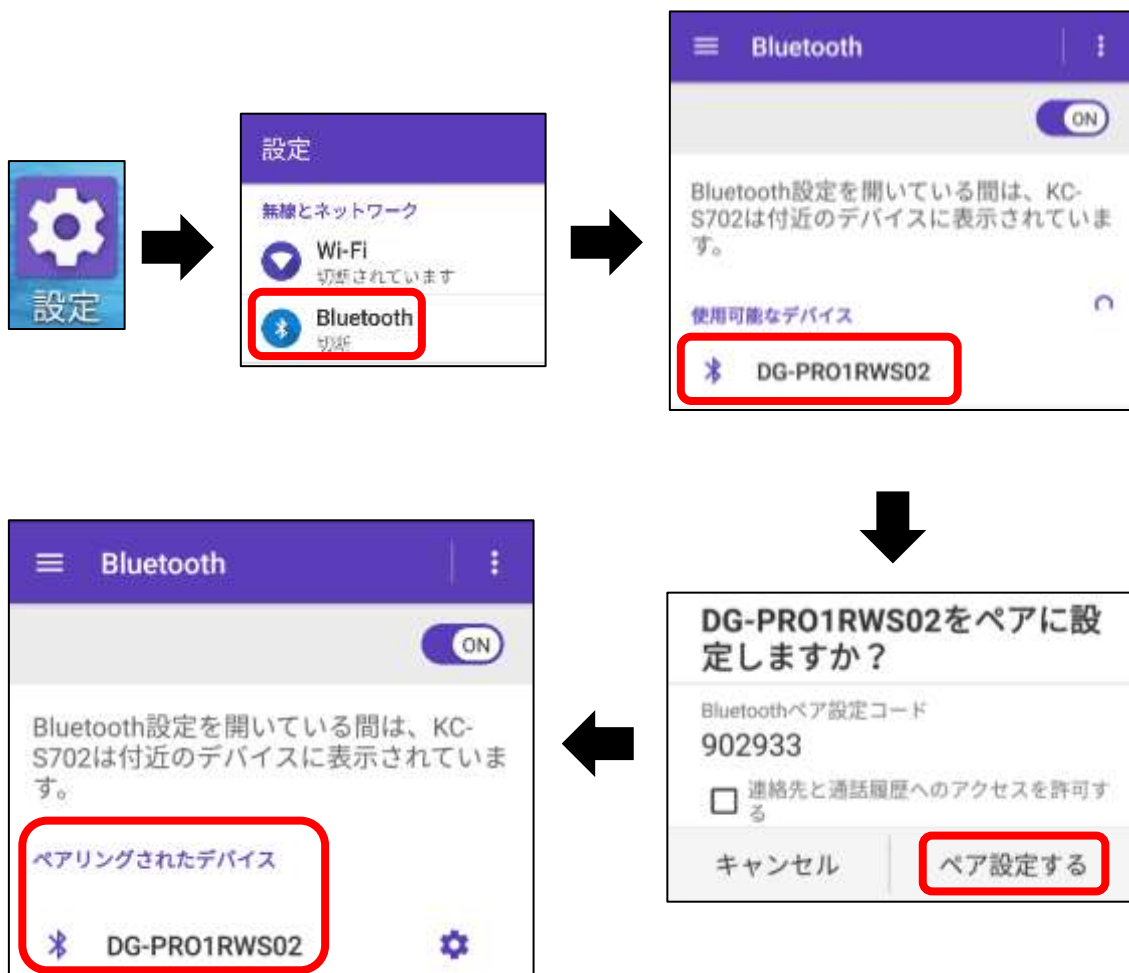 設定
設定
無線とネットワーク
Wi-Fi
切断されています
Bluetooth
切断
Bluetooth
ON
Bluetooth設定を開いている間は、KC-
S702は付近のデバイスに表示されていま
す。
使用可能なデバイス
DG-PRO1RWS02
DG-PRO1RWS02をペアに設
定しますか？
Bluetoothペア設定コード
902933
連絡先と通話履歴へのアクセスを許可す
る
キャンセル
ペア設定する
Bluetooth
ON
Bluetooth設定を開いている間は、KC-
S702は付近のデバイスに表示されていま
す。
ペアリングされたデバイス
DG-PRO1RWS02